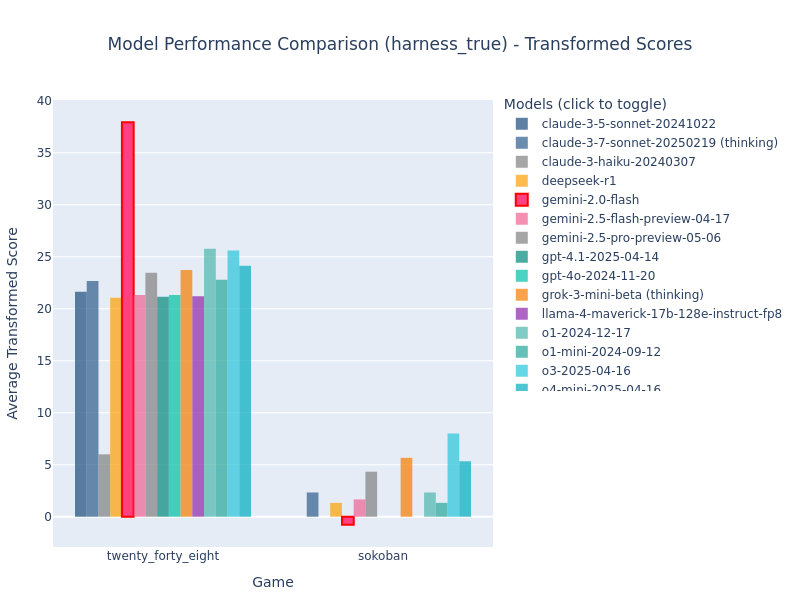 Model Performance Comparison (harness_true) - Transformed Scores
Models (click to toggle)
claude-3-5-sonnet-20241022
claude-3-7-sonnet-20250219 (thinking)
claude-3-haiku-20240307
deepseek-r1
gemini-2.0-flash
gemini-2.5-flash-preview-04-17
gemini-2.5-pro-preview-05-06
gpt-4.1-2025-04-14
gpt-4o-2024-11-20
grok-3-mini-beta (thinking)
llama-4-maverick-17b-128e-instruct-fp8
o1-2024-12-17
o1-mini-2024-09-12
o3-2025-04-16
o4-mini-2025-04-16
Average Transformed Score
40
35
30
25
20
15
10
5
0
twenty_forty_eight
sokoban
Game